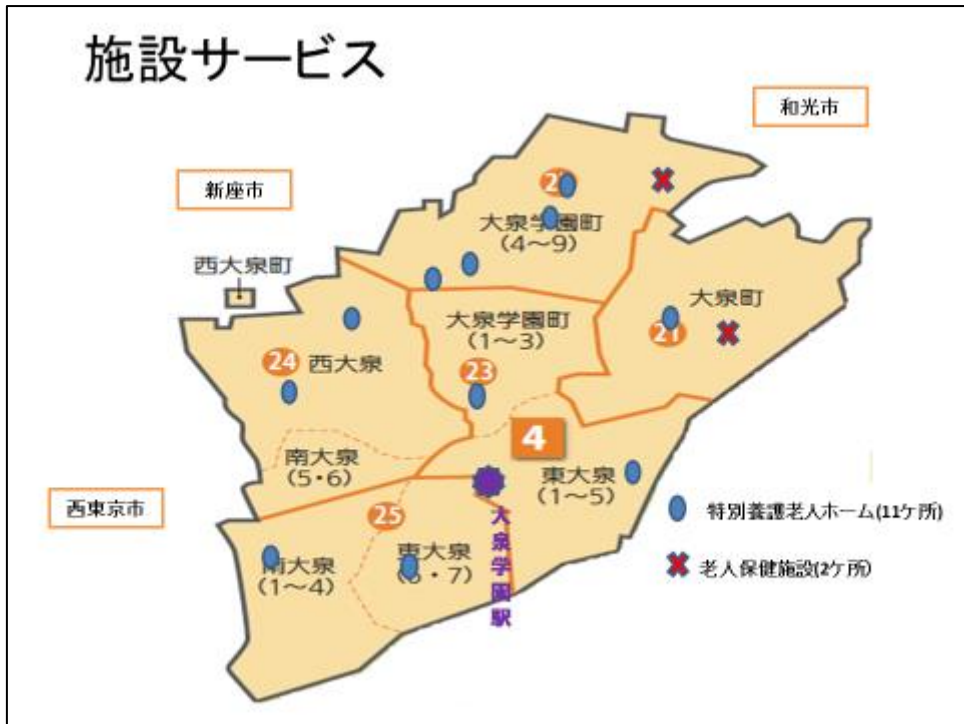 施設サービス
和光市
新座市
大泉学園町
(4～9)
西大泉町
大泉町
大泉学園町
(1～3)
21
24
西大泉
23
4
南大泉
(5・6)
東大泉
(1～5)
西東京市
25
特別養護老人ホーム(11ケ所)
大泉学園駅
南大泉
(1～4)
東大泉
・7)
老人保健施設(2ケ所)